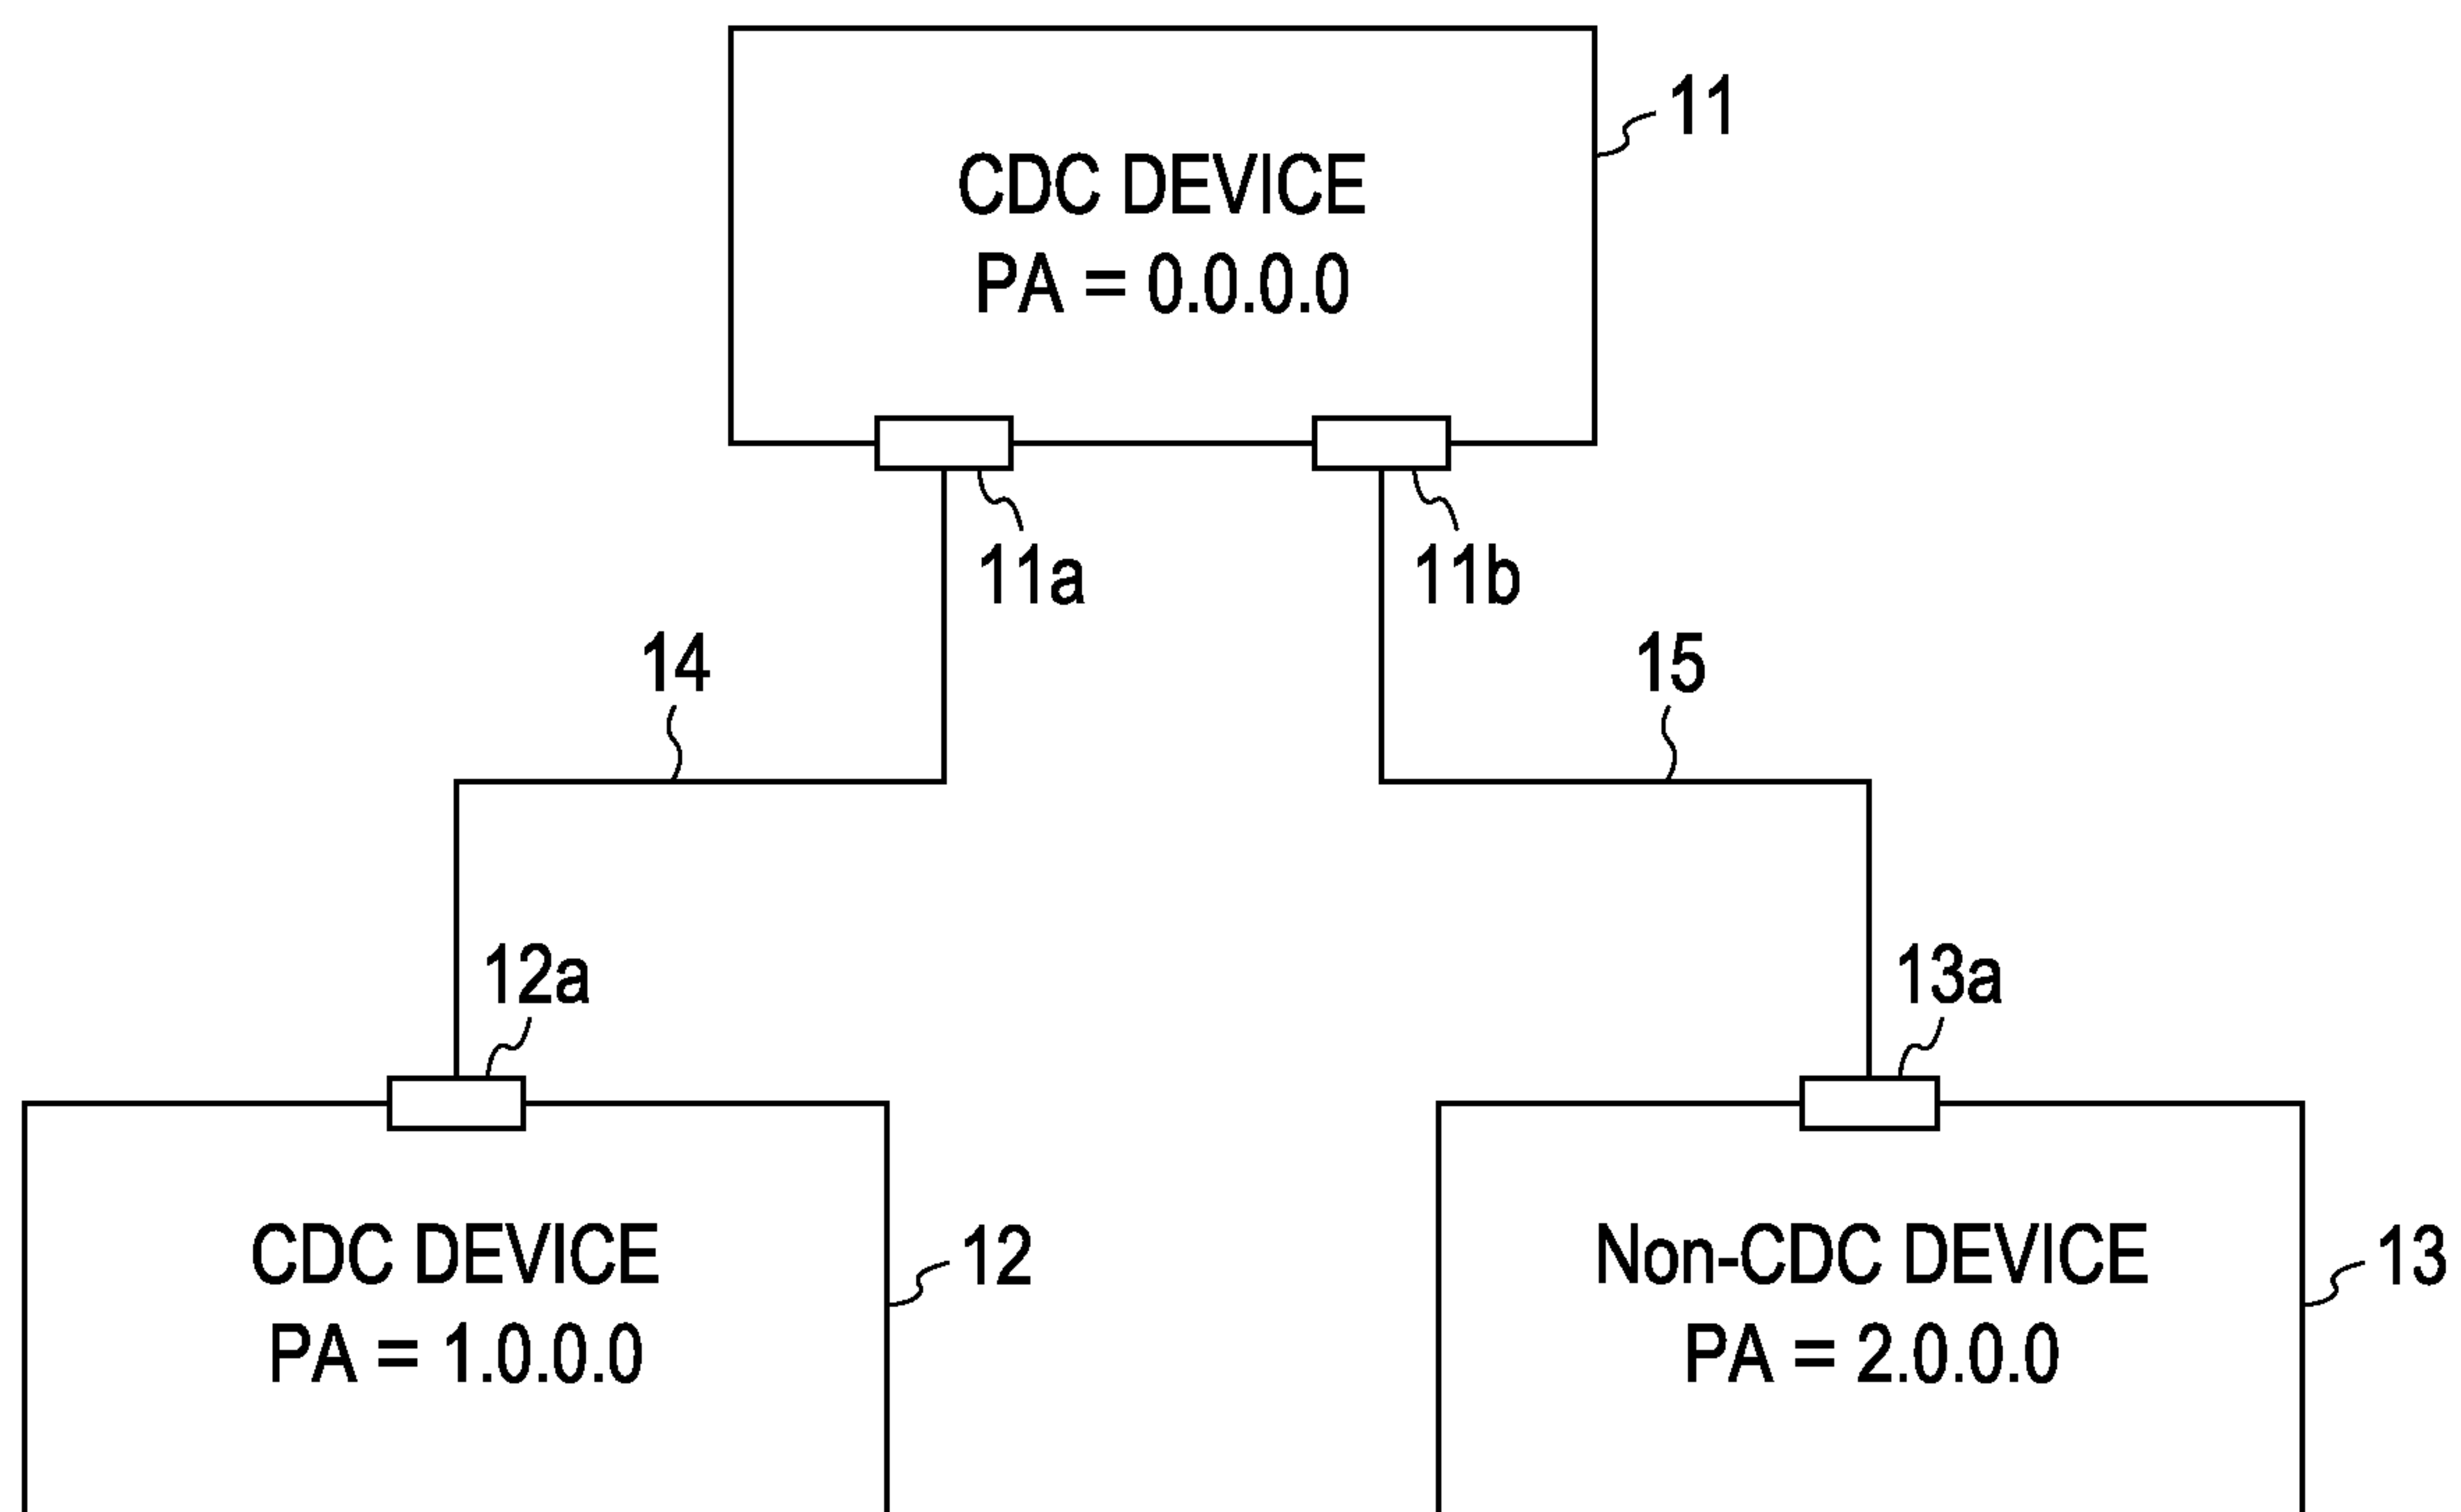 11
CDC DEVICE
PA = 0.0.0.0
11a
11b
14
15
12a
13a
CDC DEVICE
PA = 1.0.0.0
12
Non-CDC DEVICE
PA = 2.0.0.0
13